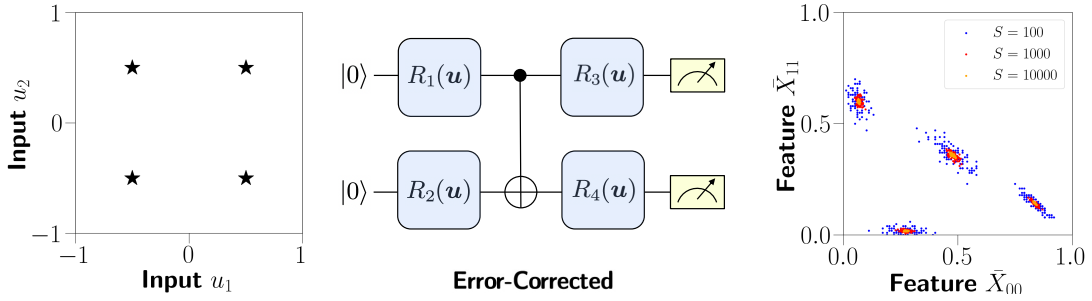 1
0
−1
−1
0
1
Input u₂
Input u₁
|0⟩
R₁(u)
R₃(u)
|0⟩
R₂(u)
R₄(u)
Error-Corrected
1.0
0.5
0.0
0.0
0.5
1.0
Feature X̄₁₁
Feature X̄₀₀
S = 100
S = 1000
S = 10000